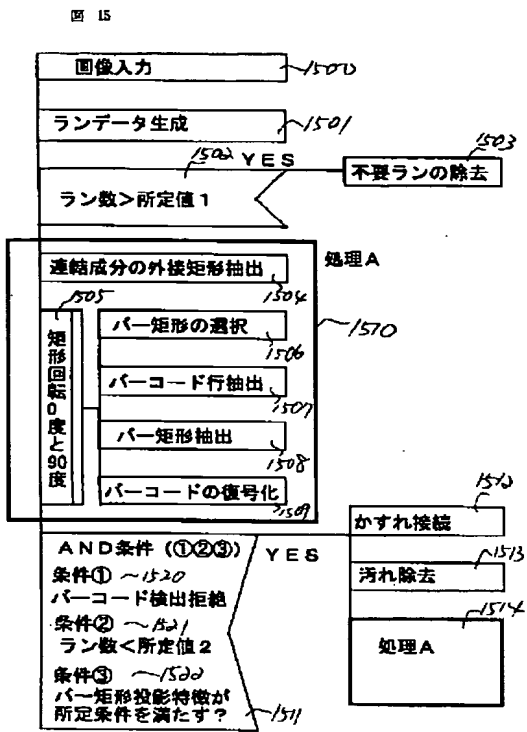 図 15
画像入力
1500
ランデータ生成
1501
1502
YES
1503
不要ランの除去
ラン数>所定値1
処理A
連結成分の外接矩形抽出
1504
1505
1510
矩形回転0度と90度
バー矩形の選択
1506
バーコード行抽出
1507
バー矩形抽出
1508
バーコードの復号化
1509
AND条件 (①②③)
YES
1512
かすれ接続
条件① 1520
バーコード検出拒絶
1513
汚れ除去
条件② 1521
ラン数<所定値2
1514
処理A
条件③ 1522
バー矩形投影特徴が
所定条件を満たす?
1511